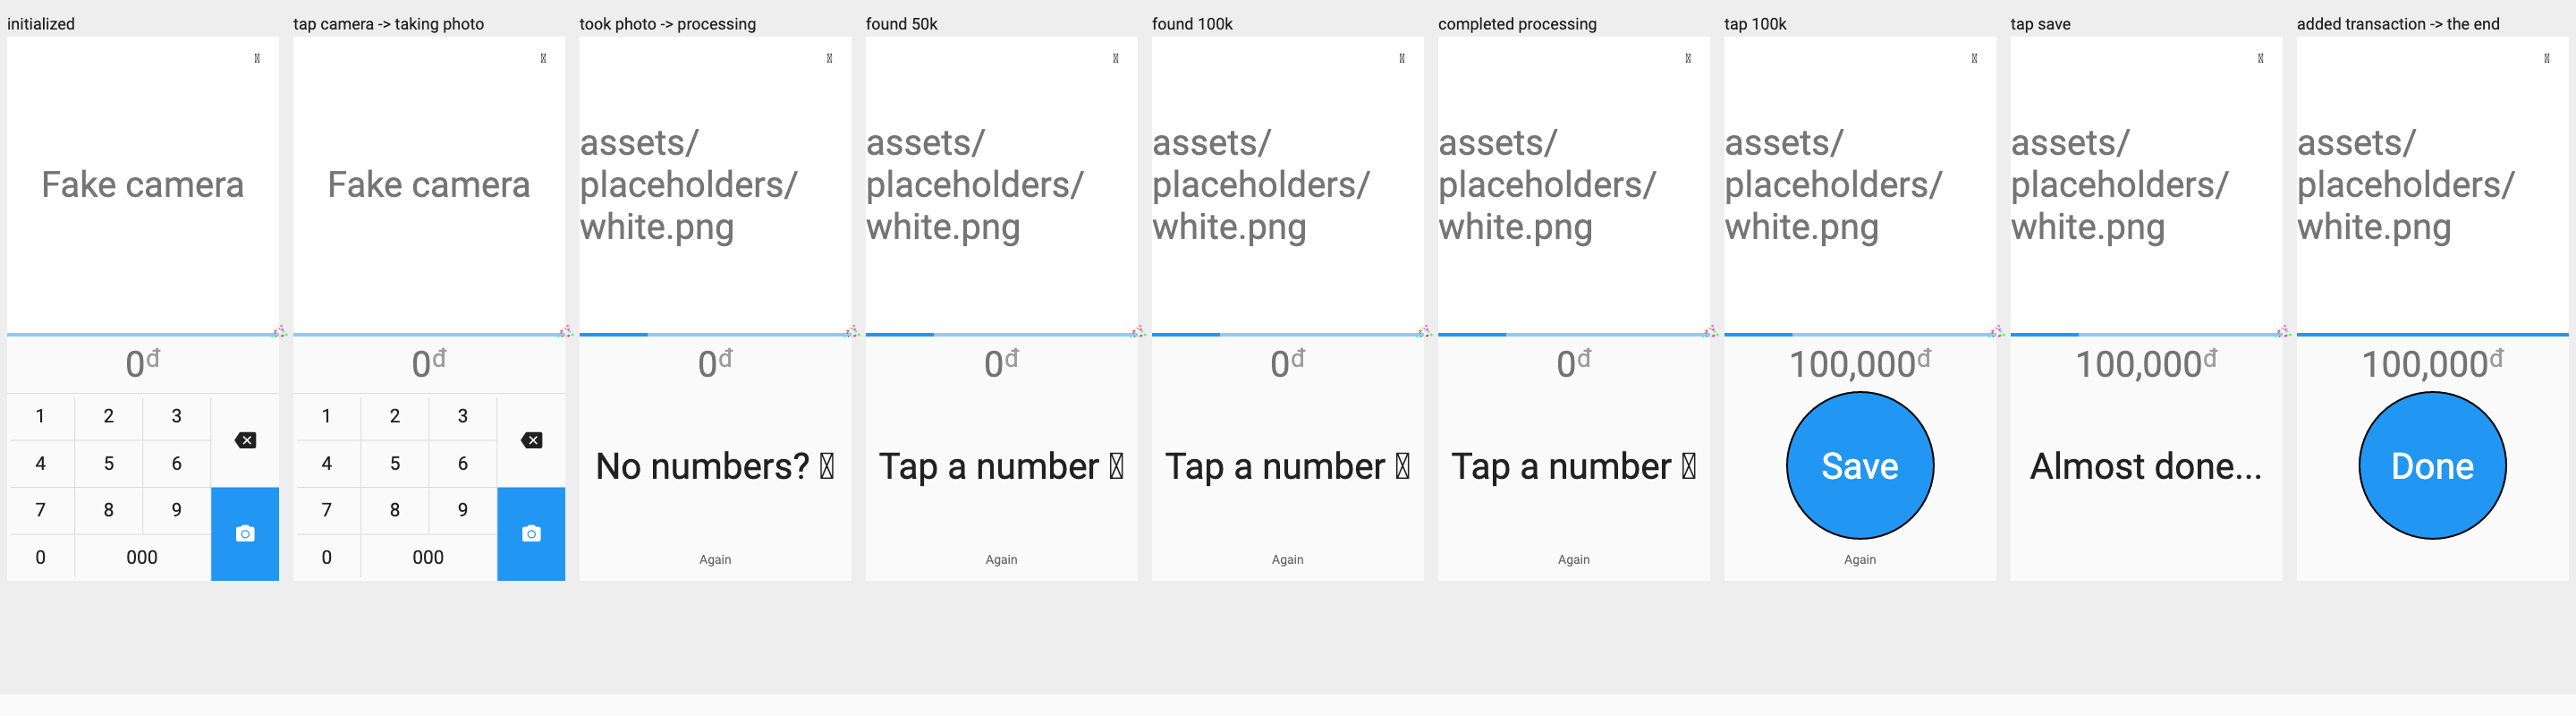 initialized
Fake camera
0đ
1 2 3
4 5 6
7 8 9
0 000
tap camera -> taking photo
Fake camera
0đ
1 2 3
4 5 6
7 8 9
0 000
took photo -> processing
assets/
placeholders/
white.png
0đ
No numbers?
Again
found 50k
assets/
placeholders/
white.png
0đ
Tap a number
Again
found 100k
assets/
placeholders/
white.png
0đ
Tap a number
Again
completed processing
assets/
placeholders/
white.png
0đ
Tap a number
Again
tap 100k
assets/
placeholders/
white.png
100,000đ
Save
Again
tap save
assets/
placeholders/
white.png
100,000đ
Almost done...
added transaction -> the end
assets/
placeholders/
white.png
100,000đ
Done